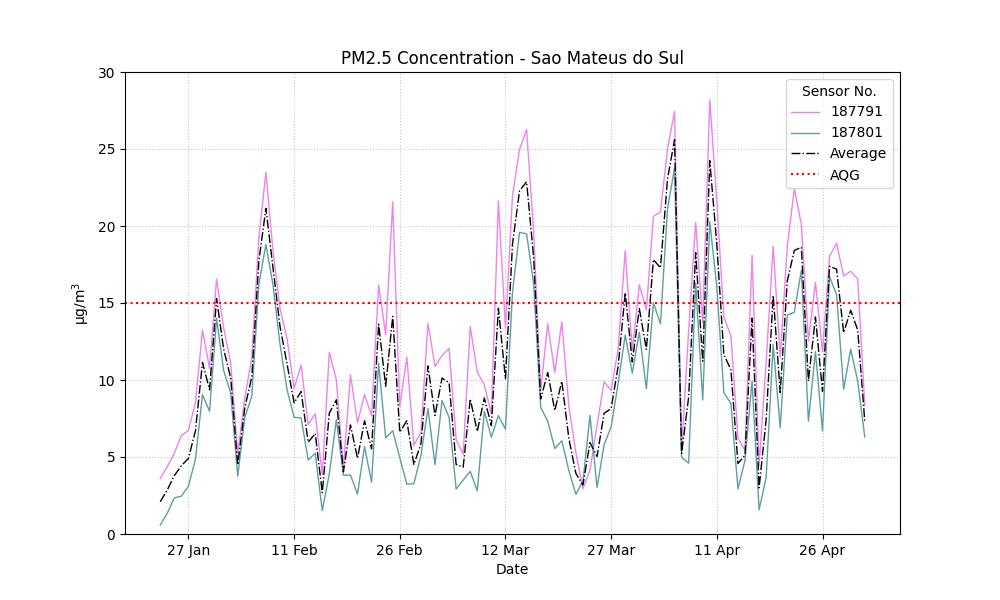 PM2.5 Concentration - Sao Mateus do Sul
30
25
20
15
10
5
0
µg/m³
27 Jan
11 Feb
26 Feb
12 Mar
27 Mar
11 Apr
26 Apr
Date
Sensor No.
187791
187801
Average
AQG